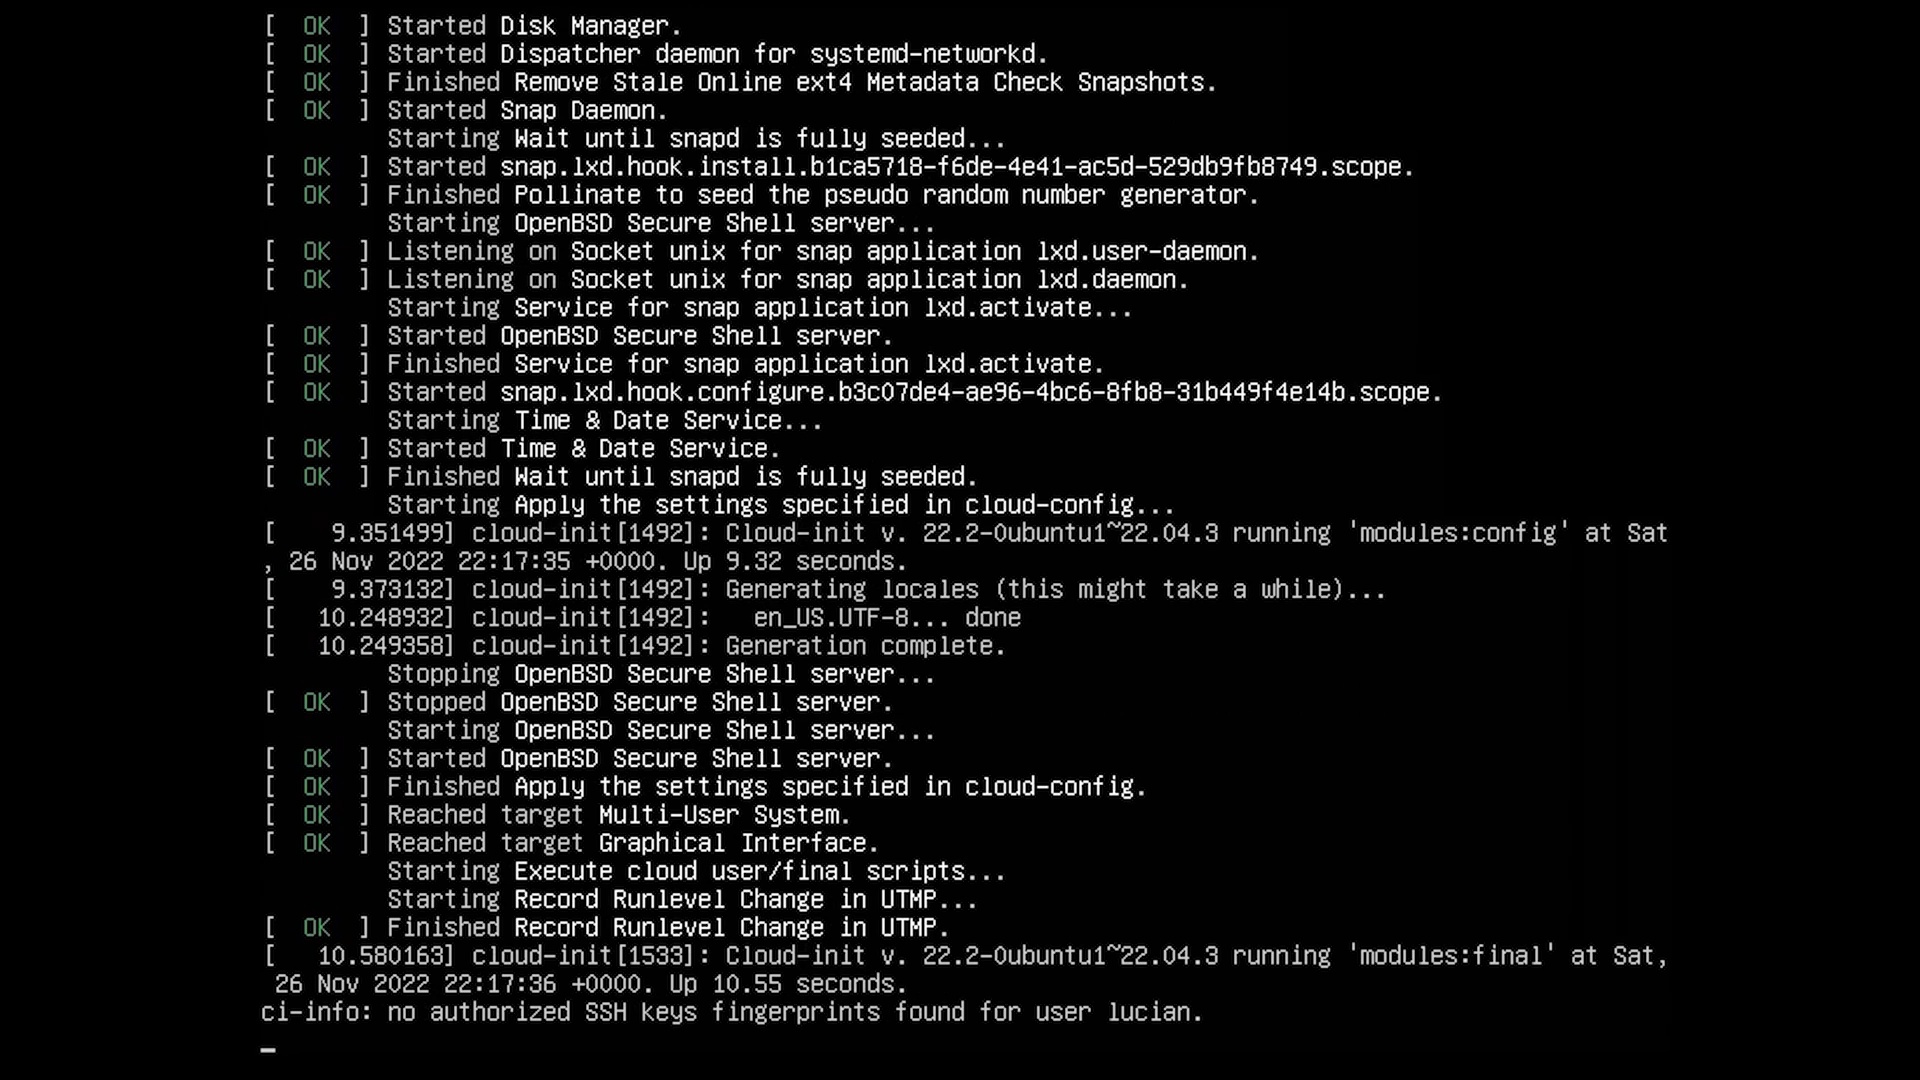 [  OK  ] Started Disk Manager.
[  OK  ] Started Dispatcher daemon for systemd-networkd.
[  OK  ] Finished Remove Stale Online ext4 Metadata Check Snapshots.
[  OK  ] Started Snap Daemon.
         Starting Wait until snapd is fully seeded...
[  OK  ] Started snap.lxd.hook.install.b1ca5718-f6de-4e41-ac5d-529db9fb8749.scope.
[  OK  ] Finished Pollinate to seed the pseudo random number generator.
         Starting OpenBSD Secure Shell server...
[  OK  ] Listening on Socket unix for snap application lxd.user-daemon.
[  OK  ] Listening on Socket unix for snap application lxd.daemon.
         Starting Service for snap application lxd.activate...
[  OK  ] Started OpenBSD Secure Shell server.
[  OK  ] Finished Service for snap application lxd.activate.
[  OK  ] Started snap.lxd.hook.configure.b3c07de4-ae96-4bc6-8fb8-31b449f4e14b.scope.
         Starting Time & Date Service...
[  OK  ] Started Time & Date Service.
[  OK  ] Finished Wait until snapd is fully seeded.
         Starting Apply the settings specified in cloud-config...
[    9.351499] cloud-init[1492]: Cloud-init v. 22.2-0ubuntu1~22.04.3 running 'modules:config' at Sat
, 26 Nov 2022 22:17:35 +0000. Up 9.32 seconds.
[    9.373132] cloud-init[1492]: Generating locales (this might take a while)...
[   10.248932] cloud-init[1492]:   en_US.UTF-8... done
[   10.249358] cloud-init[1492]: Generation complete.
         Stopping OpenBSD Secure Shell server...
[  OK  ] Stopped OpenBSD Secure Shell server.
         Starting OpenBSD Secure Shell server...
[  OK  ] Started OpenBSD Secure Shell server.
[  OK  ] Finished Apply the settings specified in cloud-config.
[  OK  ] Reached target Multi-User System.
[  OK  ] Reached target Graphical Interface.
         Starting Execute cloud user/final scripts...
         Starting Record Runlevel Change in UTMP...
[  OK  ] Finished Record Runlevel Change in UTMP.
[   10.580163] cloud-init[1533]: Cloud-init v. 22.2-0ubuntu1~22.04.3 running 'modules:final' at Sat,
 26 Nov 2022 22:17:36 +0000. Up 10.55 seconds.
ci-info: no authorized SSH keys fingerprints found for user lucian.